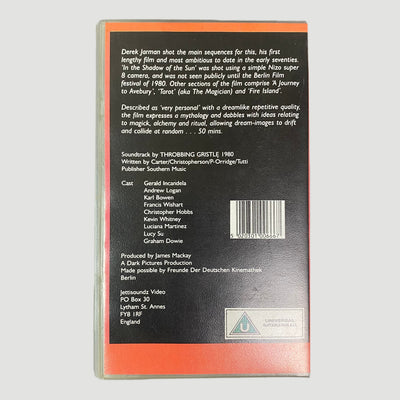 Derek Jarman shot the main sequences for this, his first
lengthy film and most ambitious to date in the early seventies.
'In the Shadow of the Sun' was shot using a simple Nizo super
8 camera, and was not seen publicly until the Berlin Film
festival of 1980. Other sections of the film comprise 'A Journey
to Avebury', 'Tarot' (aka The Magician) and 'Fire Island'.
Described as 'very personal' with a dreamlike repetitive quality,
the film expresses a mythology and dabbles with ideas relating
to magick, alchemy and ritual, allowing dream-images to drift
and collide at random . . . 50 mins.
Soundtrack by THROBBING GRISTLE 1980
Written by Carter/Christopherson/P-Orridge/Tutti
Publisher Southern Music
Cast Gerald Incandela
Andrew Logan
Karl Bowen
Francis Wishart
Christopher Hobbs
Kevin Whitney
Luciana Martinez
Lucy Su
Graham Dowie
Produced by James Mackay
A Dark Pictures Production
Made possible by Freunde Der Deutschen Kinemathek
Berlin
Jettisoundz Video
PO Box 30
Lytham St. Annes
FY8 1RF
England
U
UNIVERSAL